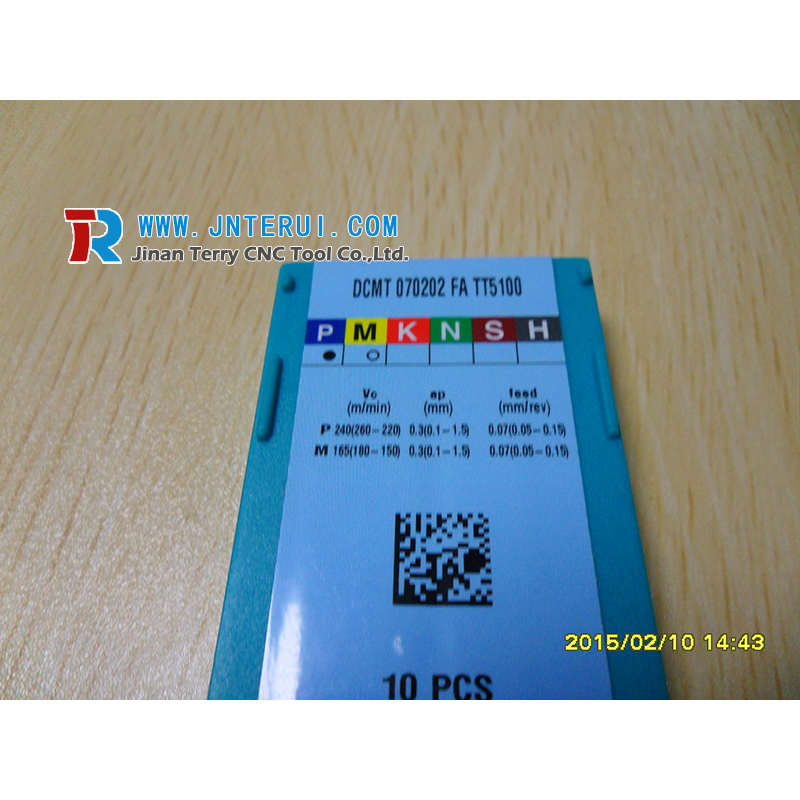 TR
WWW.JNTERUI.COM
Jinan Terry CNC Tool Co.,Ltd.
DCMT 070202 FA TT5100
P M K N S H
Vc ap feed
(m/min) (mm) (mm/rev)
P 240(260-220) 0.3(0.1-1.5) 0.07(0.05-0.15)
M 165(180-150) 0.3(0.1-1.5) 0.07(0.05-0.15)
2015/02/10 14:43
10 PCS